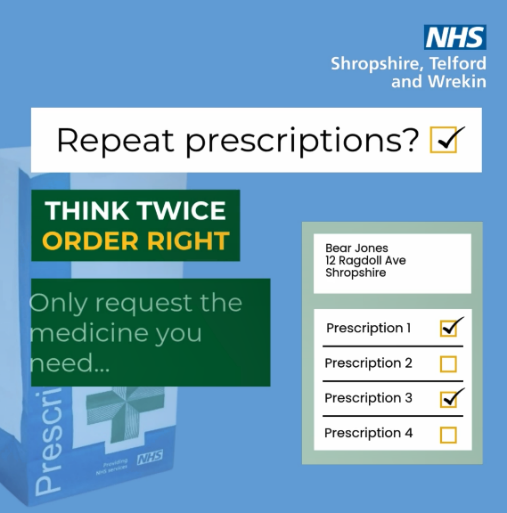 NHS
Shropshire, Telford
and Wrekin
Repeat prescriptions?
THINK TWICE
ORDER RIGHT
Only request the
medicine you
need...
Bear Jones
12 Ragdoll Ave
Shropshire
Prescription 1
Prescription 2
Prescription 3
Prescription 4
Prescri
Providing
NHS services
NHS